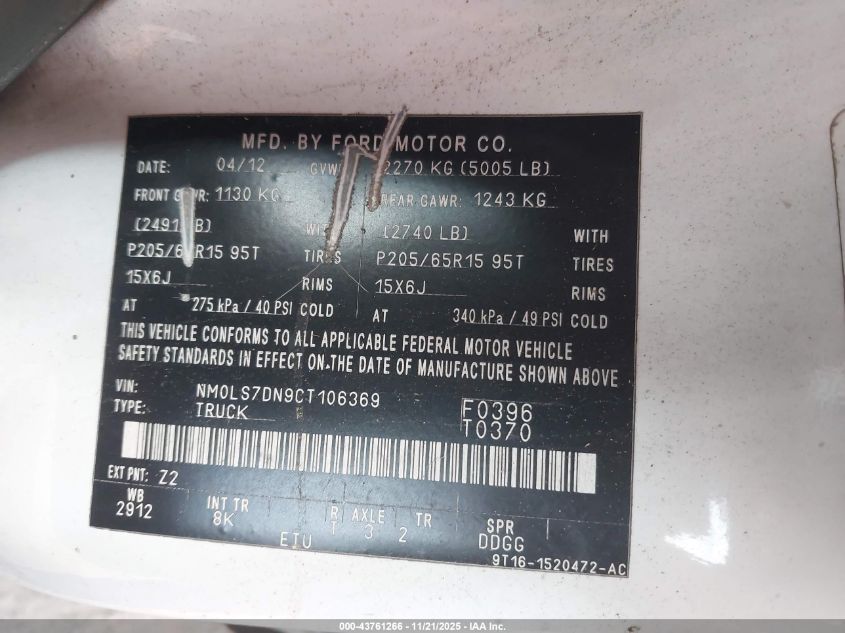 MFD. BY FORD MOTOR CO.
DATE: 04/12 GVW 2270 KG (5005 LB)
FRONT G WR: 1130 KG REAR GAWR: 1243 KG
(2491 B) WITH (2740 LB) WITH
P205/65R15 95T TIRES P205/65R15 95T TIRES
15X6J RIMS 15X6J RIMS
AT 275 kPa / 40 PSI COLD AT 340 kPa / 49 PSI COLD
THIS VEHICLE CONFORMS TO ALL APPLICABLE FEDERAL MOTOR VEHICLE
SAFETY STANDARDS IN EFFECT ON THE DATE OF MANUFACTURE SHOWN ABOVE
VIN: NM0LS7DN9CT106369 F0396
TYPE: TRUCK T0370
EXT PNT: Z2
WB INT TR R AXLE TR SPR
2912 8K T 3 2 DDGG
EIU
9T16-1520472-AC
000-43761266 - 11/21/2025 - IAA Inc.